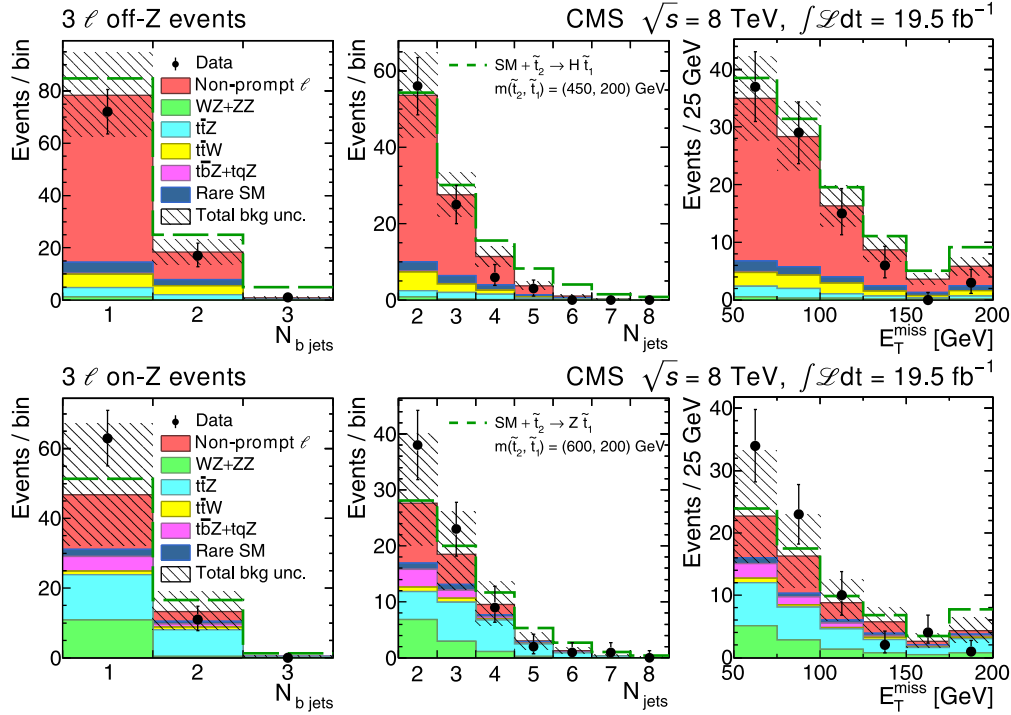 3 ℓ off-Z events
CMS √s = 8 TeV, ∫ℒdt = 19.5 fb⁻¹
Events / bin
80
60
40
20
0
1 2 3
N b jets
Data
Non-prompt ℓ
WZ+ZZ
tt̄Z
tt̄W
tb̄Z+tqZ
Rare SM
Total bkg unc.
Events / bin
60
40
20
0
2 3 4 5 6 7 8
N jets
SM + t̃₂ → H t̃₁
m(t̃₂, t̃₁) = (450, 200) GeV
Events / 25 GeV
40
30
20
10
0
50 100 150 200
E_T^miss [GeV]
3 ℓ on-Z events
CMS √s = 8 TeV, ∫ℒdt = 19.5 fb⁻¹
Events / bin
60
40
20
0
1 2 3
N b jets
Data
Non-prompt ℓ
WZ+ZZ
tt̄Z
tt̄W
tb̄Z+tqZ
Rare SM
Total bkg unc.
Events / bin
40
30
20
10
0
2 3 4 5 6 7 8
N jets
SM + t̃₂ → Z t̃₁
m(t̃₂, t̃₁) = (600, 200) GeV
Events / 25 GeV
40
30
20
10
0
50 100 150 200
E_T^miss [GeV]